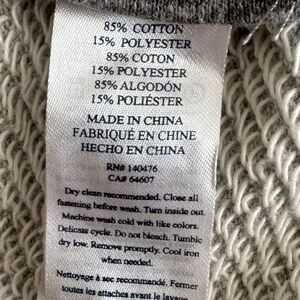 85% COTTON
15% POLYESTER
85% COTON
15% POLYESTER
85% ALGODÓN
15% POLIÉSTER
MADE IN CHINA
FABRIQUÉ EN CHINE
HECHO EN CHINA
RN# 140476
CA# 64607
Dry clean recommended. Close all
fastening before wash. Turn inside out.
Machine wash cold with like colors.
Delicate cycle. Do not bleach. Tumble
dry low. Remove promptly. Cool iron
when needed.
Nettoyage à sec recommandé. Fermer
toutes les attaches avant le lavage.